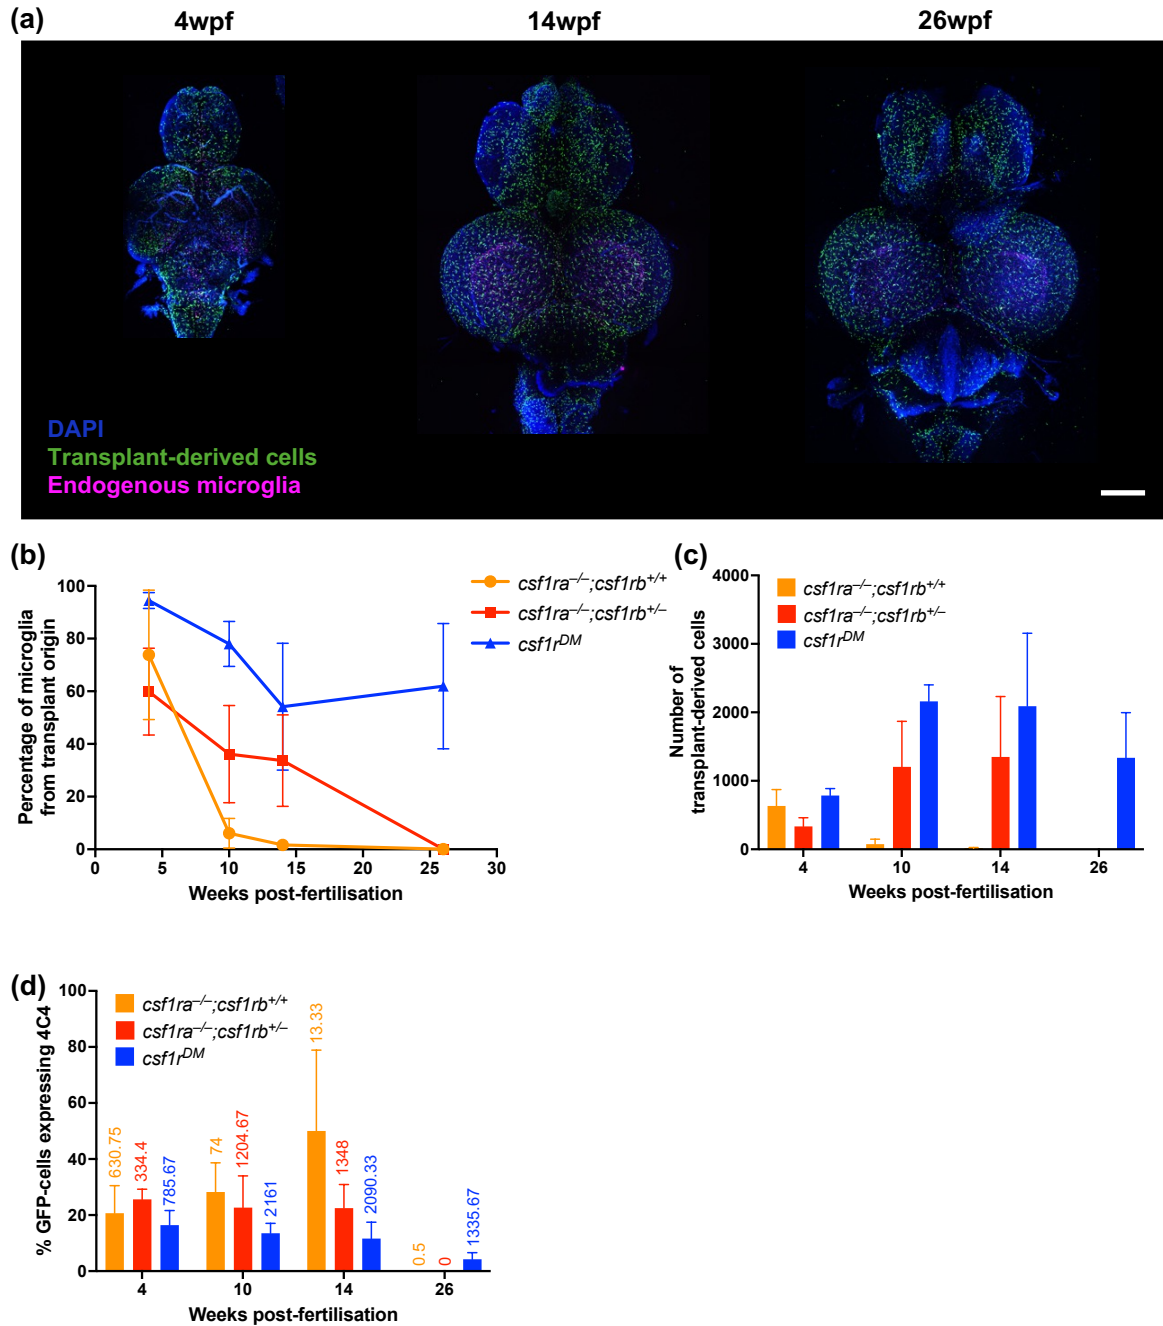 (a)
4wpf
14wpf
26wpf
DAPI
Transplant-derived cells
Endogenous microglia
(b)
Percentage of microglia
from transplant origin
100
80
60
40
20
0
0 5 10 15 20 25 30
Weeks post-fertilisation
csf1ra–/–;csf1rb+/+
csf1ra–/–;csf1rb+/–
csf1rDM
(c)
Number of
transplant-derived cells
4000
3000
2000
1000
0
csf1ra–/–;csf1rb+/+
csf1ra–/–;csf1rb+/–
csf1rDM
4 10 14 26
Weeks post-fertilisation
(d)
% GFP-cells expressing 4C4
100
80
60
40
20
0
csf1ra–/–;csf1rb+/+
csf1ra–/–;csf1rb+/–
csf1rDM
630.75
334.4
785.67
74
1204.67
2161
13.33
1348
2090.33
0.5
0
1335.67
4 10 14 26
Weeks post-fertilisation